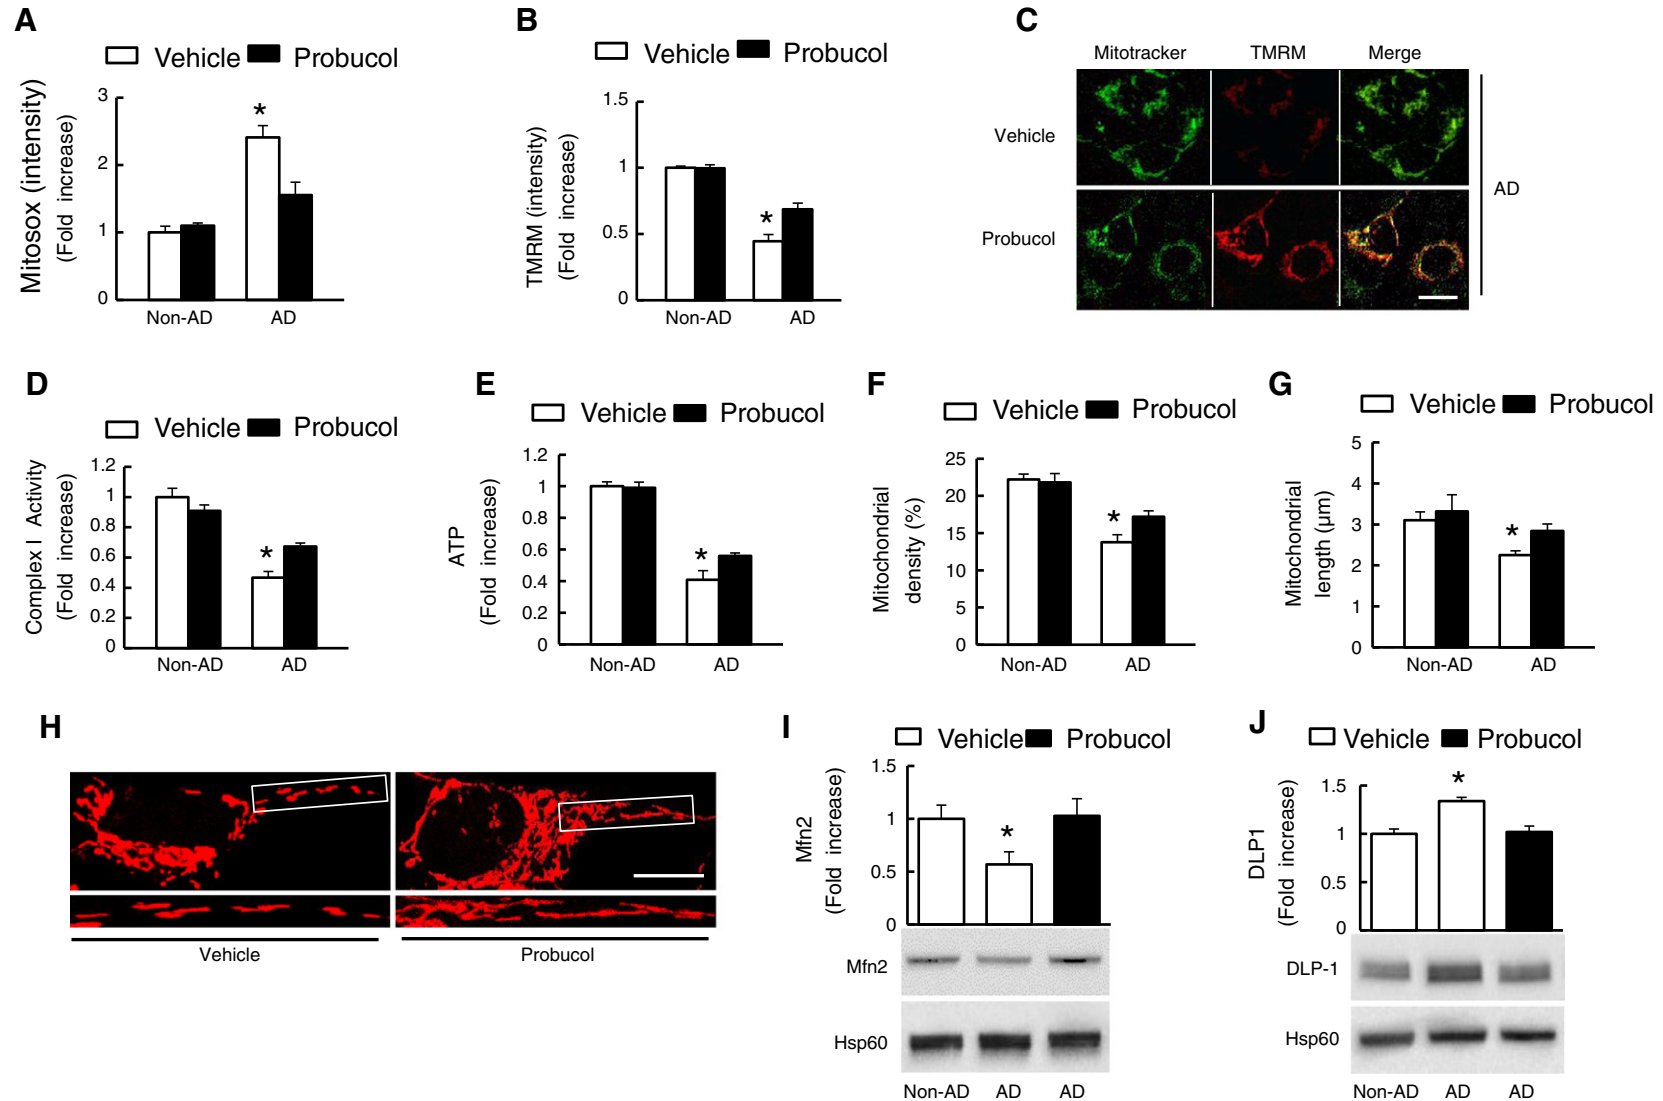 A
Vehicle Probucol
Mitosox (intensity)
(Fold increase)
3
2
1
0
*
Non-AD AD
B
Vehicle Probucol
TMRM (intensity)
(Fold increase)
1.5
1
0.5
0
*
Non-AD AD
C
Mitotracker TMRM Merge
Vehicle
Probucol
AD
D
Vehicle Probucol
Complex I Activity
(Fold increase)
1.2
1
0.8
0.6
0.4
0.2
0
*
Non-AD AD
E
Vehicle Probucol
ATP
(Fold increase)
1.2
1
0.8
0.6
0.4
0.2
0
*
Non-AD AD
F
Vehicle Probucol
Mitochondrial
density (%)
25
20
15
10
5
0
*
Non-AD AD
G
Vehicle Probucol
Mitochondrial
length (µm)
5
4
3
2
1
0
*
Non-AD AD
H
Vehicle Probucol
I
Vehicle Probucol
Mfn2
(Fold increase)
1.5
1
0.5
0
*
Mfn2
Hsp60
Non-AD AD AD
J
Vehicle Probucol
DLP1
(Fold increase)
1.5
1
0.5
0
*
DLP-1
Hsp60
Non-AD AD AD